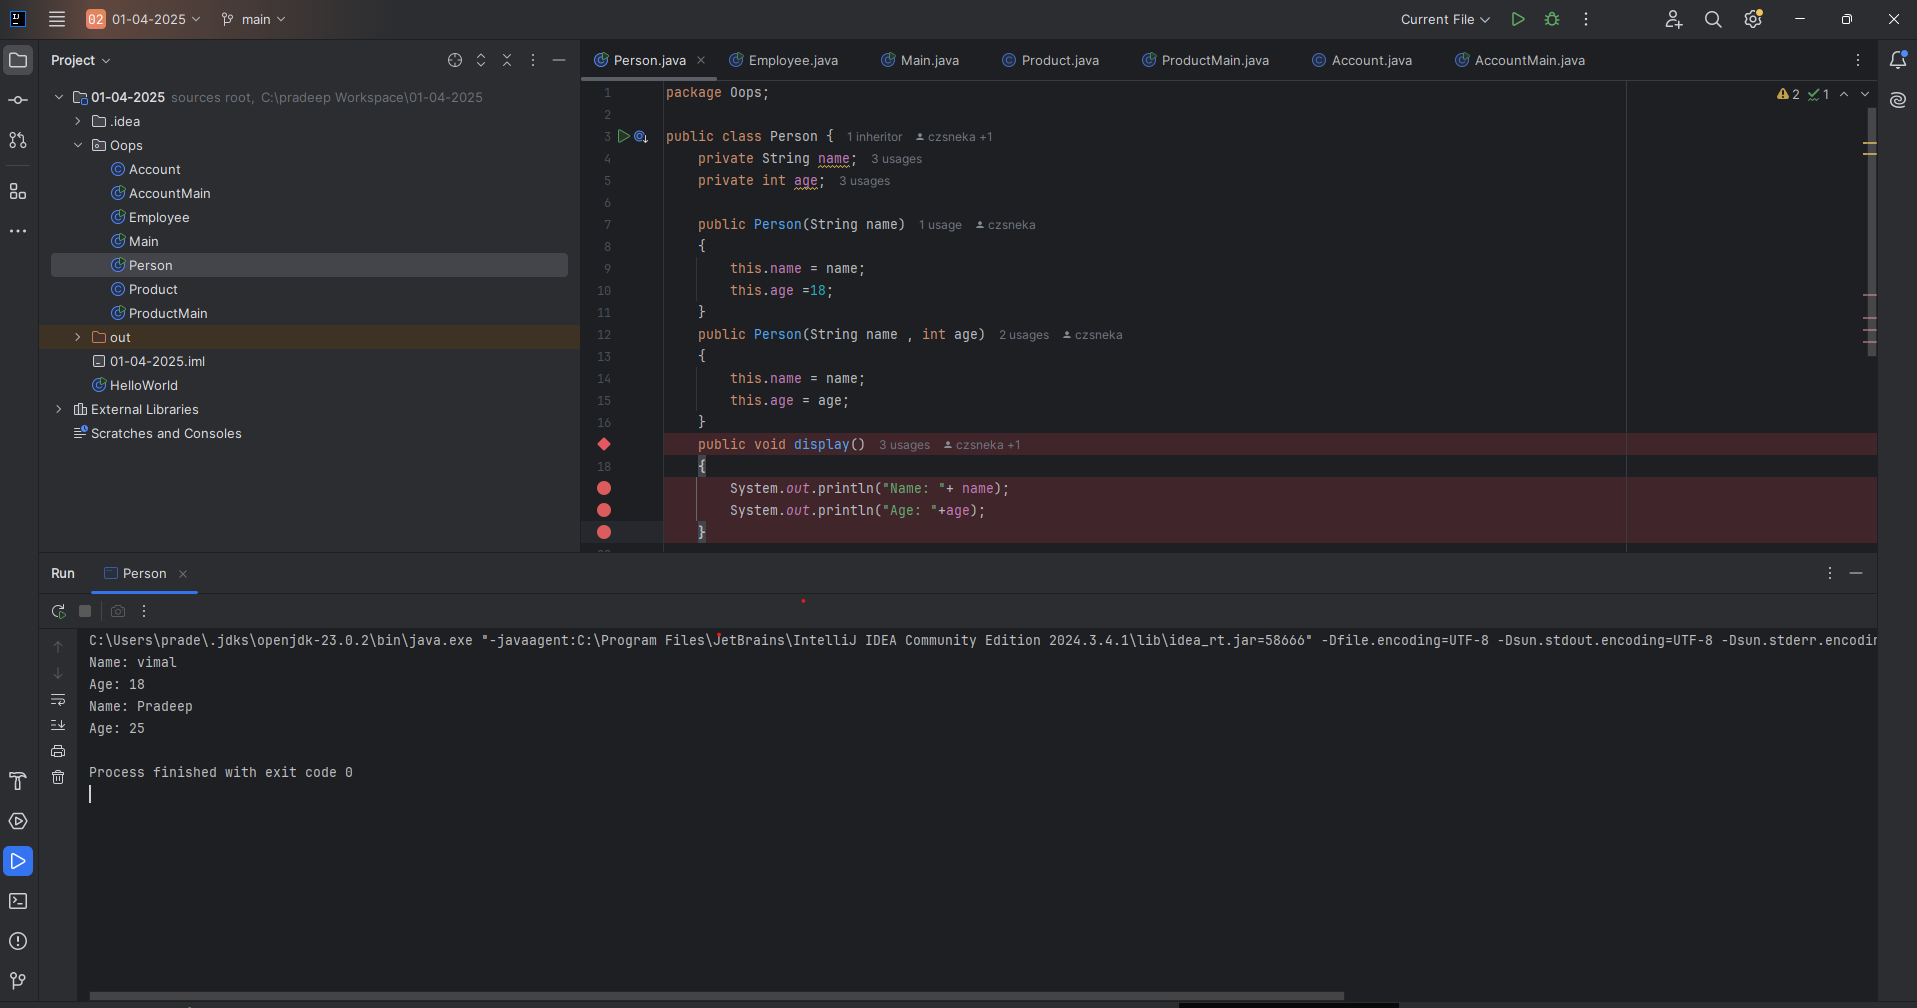 02 01-04-2025 main Current File
Project
Person.java Employee.java Main.java Product.java ProductMain.java Account.java AccountMain.java
01-04-2025 sources root, C:\pradeep Workspace\01-04-2025
.idea
Oops
Account
AccountMain
Employee
Main
Person
Product
ProductMain
out
01-04-2025.iml
HelloWorld
External Libraries
Scratches and Consoles
2 1
1 package Oops;
2
3 public class Person { 1 inheritor czsneka +1
4 private String name; 3 usages
5 private int age; 3 usages
6
7 public Person(String name) 1 usage czsneka
8 {
9 this.name = name;
10 this.age =18;
11 }
12 public Person(String name , int age) 2 usages czsneka
13 {
14 this.name = name;
15 this.age = age;
16 }
public void display() 3 usages czsneka +1
18 {
System.out.println("Name: "+ name);
System.out.println("Age: "+age);
}
Run Person
C:\Users\prade\.jdks\openjdk-23.0.2\bin\java.exe "-javaagent:C:\Program Files\JetBrains\IntelliJ IDEA Community Edition 2024.3.4.1\lib\idea_rt.jar=58666" -Dfile.encoding=UTF-8 -Dsun.stdout.encoding=UTF-8 -Dsun.stderr.encodin
Name: vimal
Age: 18
Name: Pradeep
Age: 25
Process finished with exit code 0